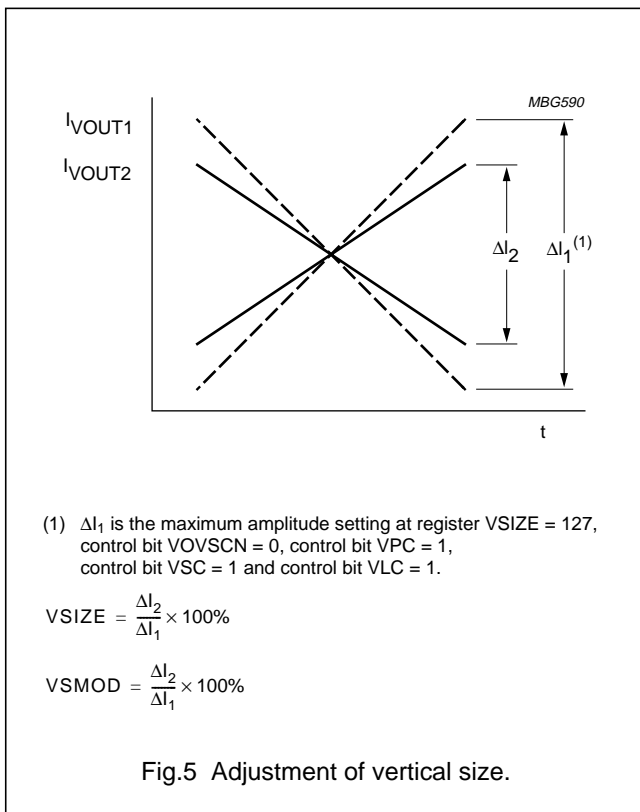 MBG590
I_VOUT1
I_VOUT2
ΔI₂
ΔI₁(1)
t
(1) ΔI₁ is the maximum amplitude setting at register VSIZE = 127,
control bit VOVSCN = 0, control bit VPC = 1,
control bit VSC = 1 and control bit VLC = 1.
VSIZE = ΔI₂/ΔI₁ × 100%
VSMOD = ΔI₂/ΔI₁ × 100%
Fig.5 Adjustment of vertical size.